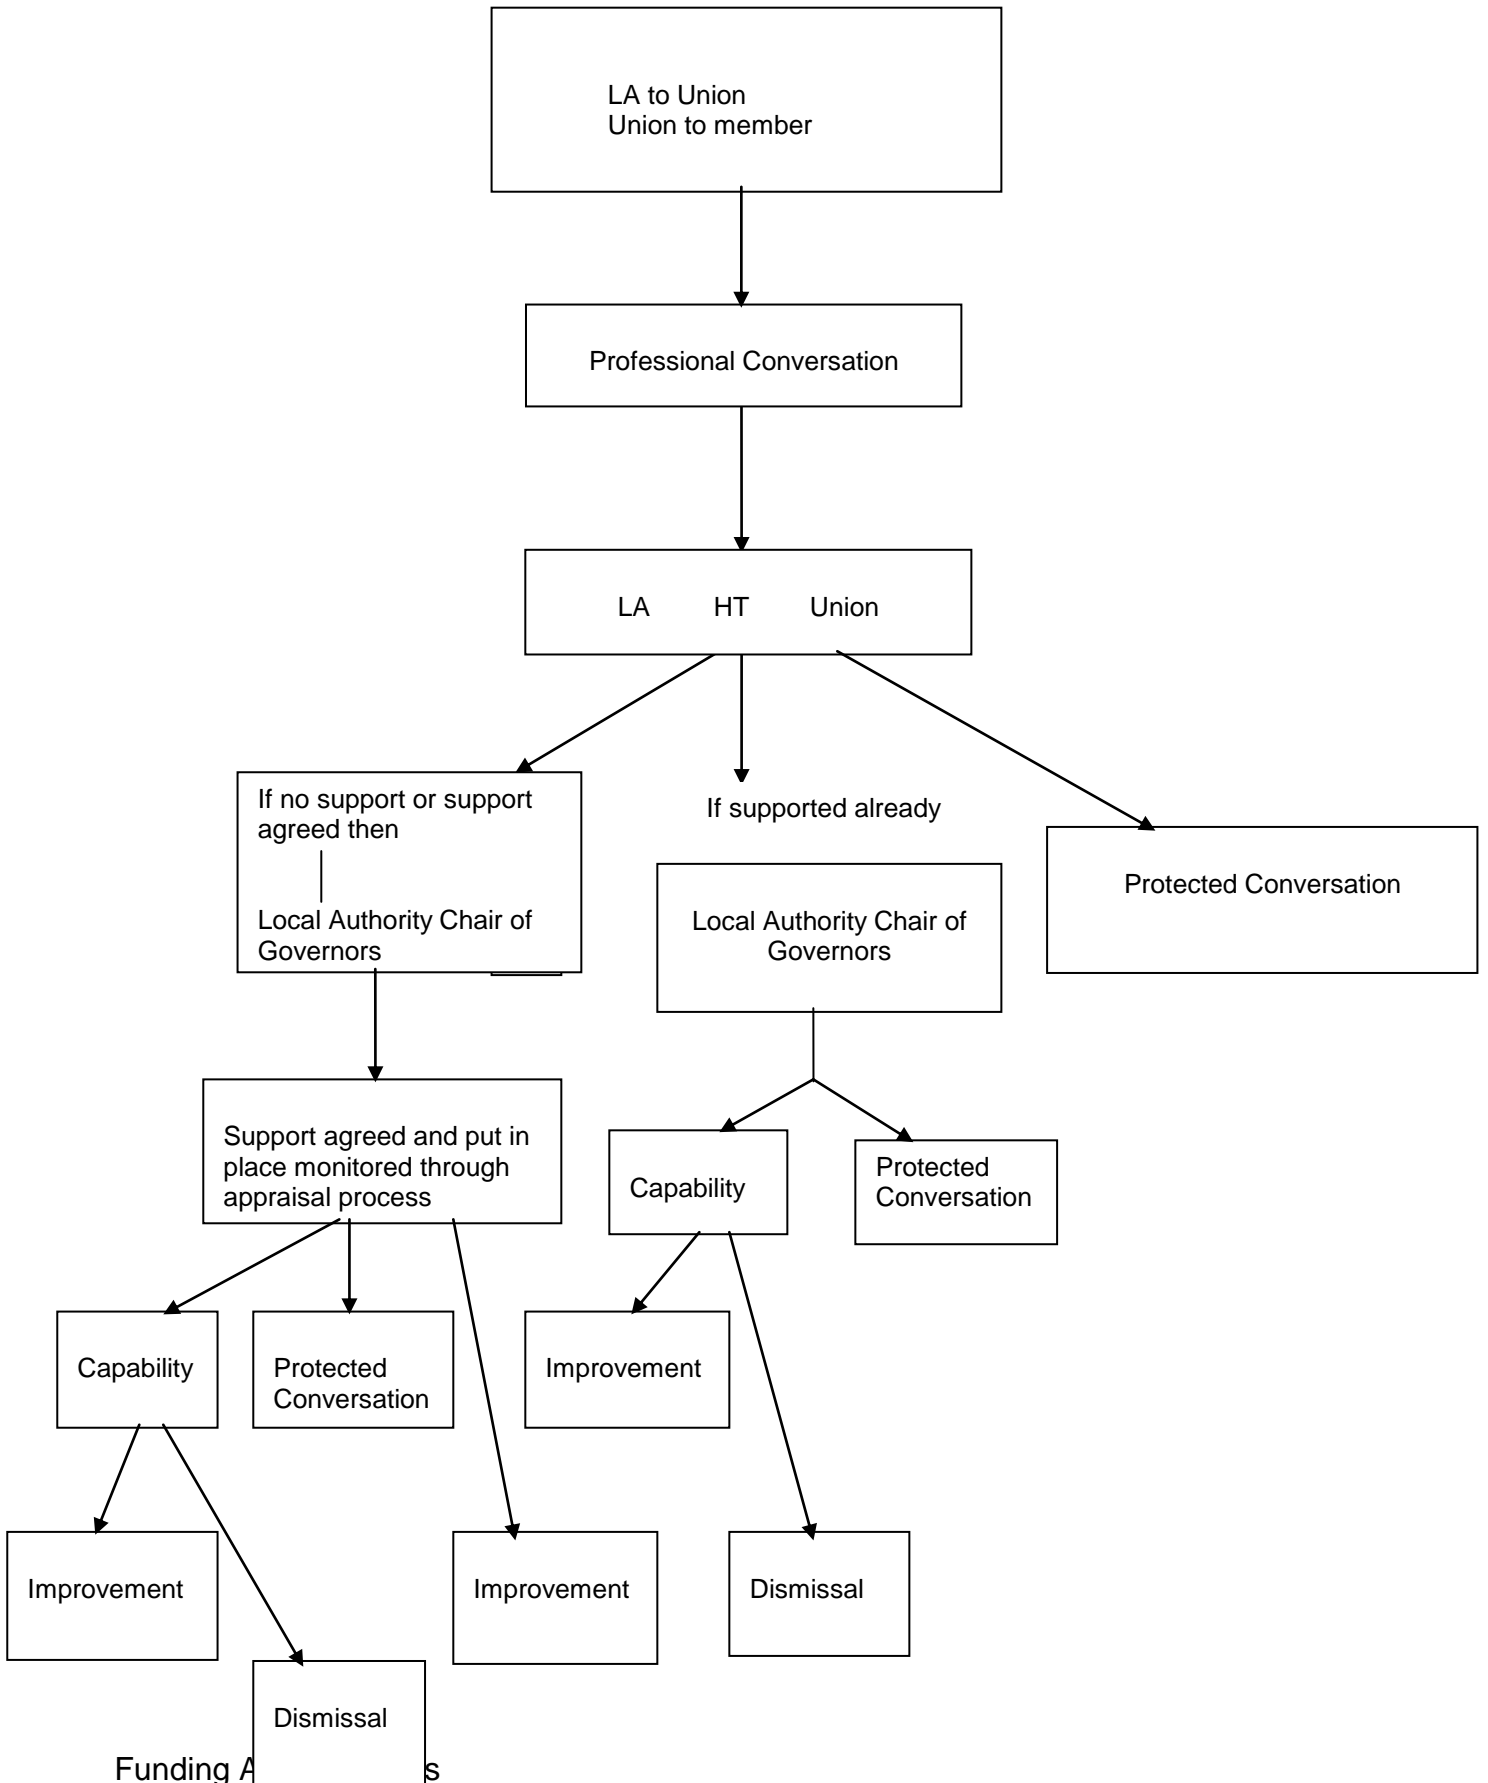 LA to Union
Union to member
Professional Conversation
LA HT Union
If no support or support
agreed then
Local Authority Chair of
Governors
If supported already
Local Authority Chair of
Governors
Protected Conversation
Support agreed and put in
place monitored through
appraisal process
Capability
Protected
Conversation
Capability
Protected
Conversation
Improvement
Improvement
Improvement
Dismissal
Dismissal
Funding